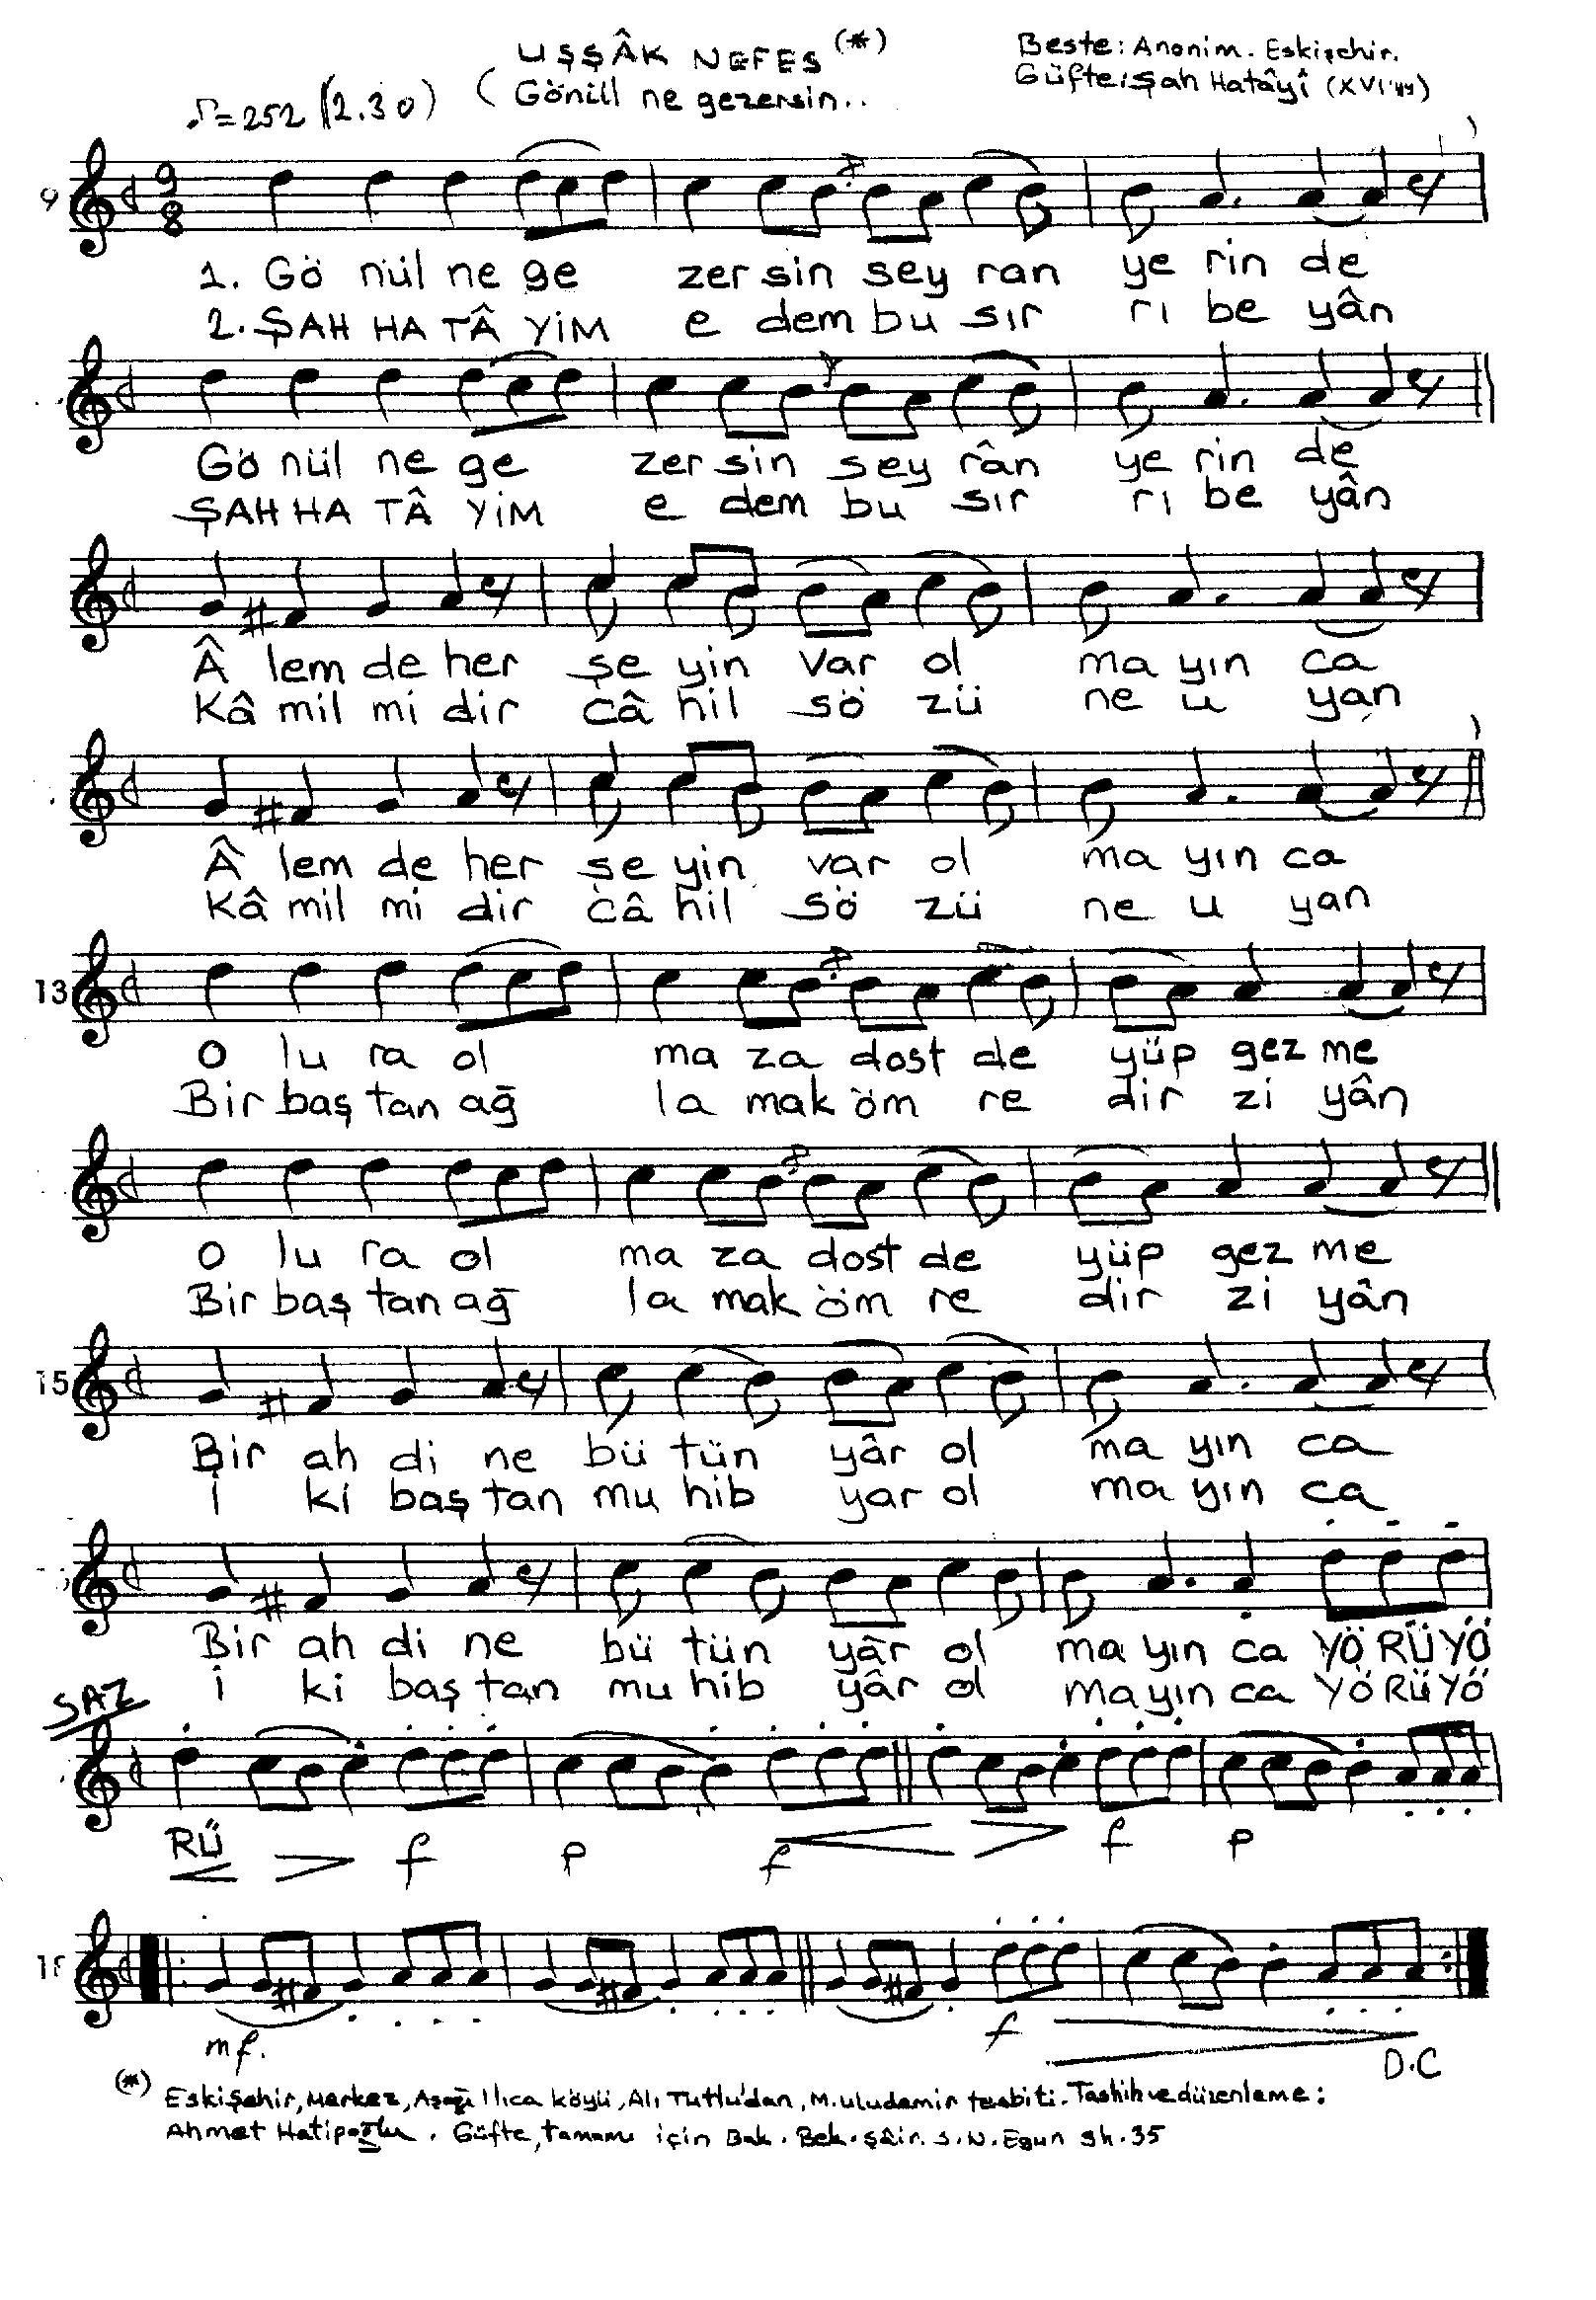 UŞŞÂK NEFES (*)
Beste: Anonim. Eskişehir.
(Gönül ne gezersin..
Güfte: Şah Hatâyî (XVI'yy)
♪=252 (2.30)
9
9
8
1. Gö nül ne ge zer sin sey ran ye rin de
2. ŞAH HA TÂ YİM e dem bu sır rı be yân
Gö nül ne ge zer sin sey rân ye rin de
ŞAH HA TÂ YİM e dem bu sır rı be yân
Â lem de her şe yin var ol ma yın ca
Kâ mil mi dir câ hil sö zü ne u yan
Â lem de her şe yin var ol ma yın ca
Kâ mil mi dir câ hil sö zü ne u yan
13
O lu ra ol ma za dost de yüp gez me
Bir baş tan ağ la mak öm re dir zi yân
O lu ra ol ma za dost de yüp gez me
Bir baş tan ağ la mak öm re dir zi yân
15
Bir ah di ne bü tün yâr ol ma yın ca
İ ki baş tan mu hib yar ol ma yın ca
Bir ah di ne bü tün yâr ol ma yın ca YÖ RÜ YÖ
İ ki baş tan mu hib yâr ol ma yın ca YÖ RÜ YÖ
SAZ
RÜ f p f f p
mf. f
D.C
(*) Eskişehir, Merkez, Aşağı Ilıca köyü, Ali Tutlu'dan, M. Uludemir tesbiti. Tashih ve düzenleme:
Ahmet Hatipoğlu. Güfte, tamamı için Bak. Bek. şâir. S. N. Ergun sh. 35